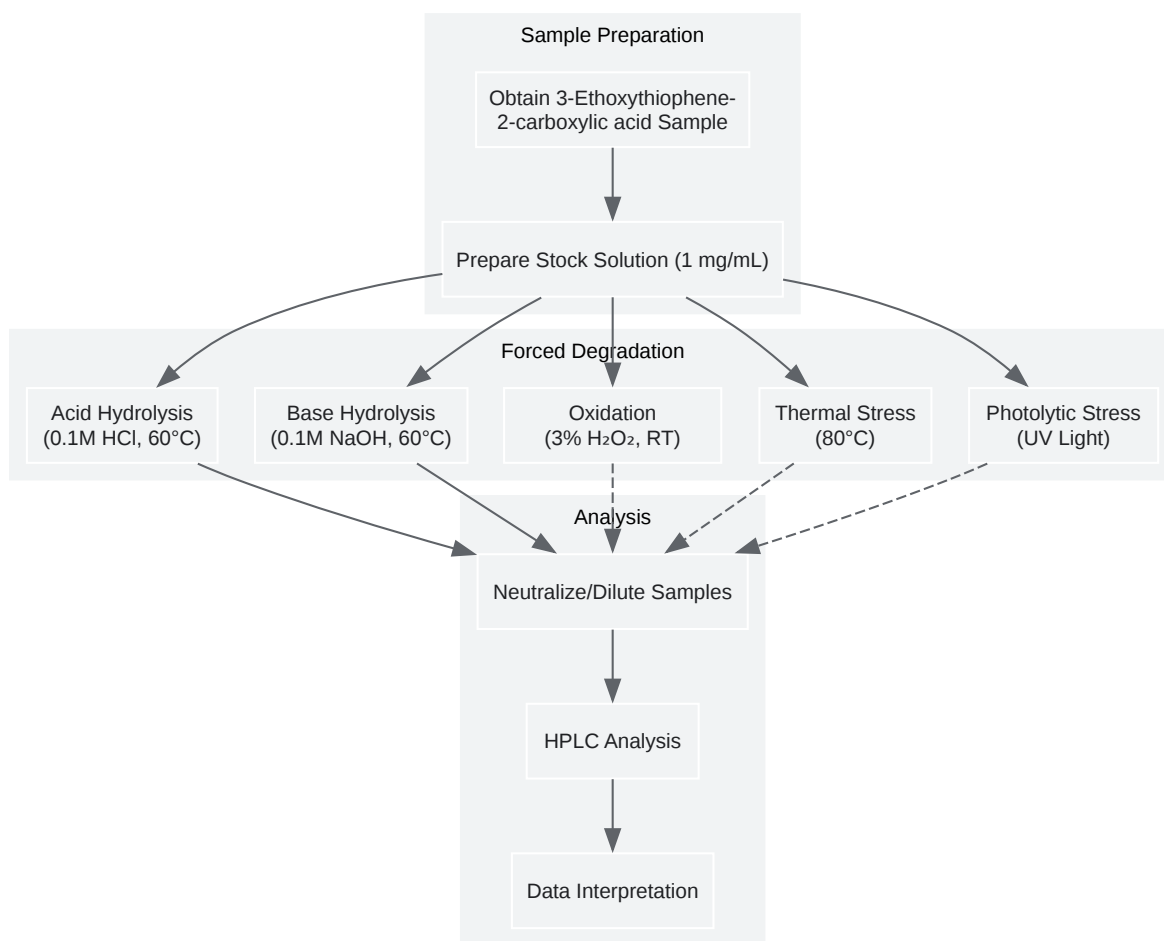 Sample Preparation
Obtain 3-Ethoxythiophene-
2-carboxylic acid Sample
Prepare Stock Solution (1 mg/mL)
Forced Degradation
Acid Hydrolysis
(0.1M HCl, 60°C)
Base Hydrolysis
(0.1M NaOH, 60°C)
Oxidation
(3% H₂O₂, RT)
Thermal Stress
(80°C)
Photolytic Stress
(UV Light)
Analysis
Neutralize/Dilute Samples
HPLC Analysis
Data Interpretation